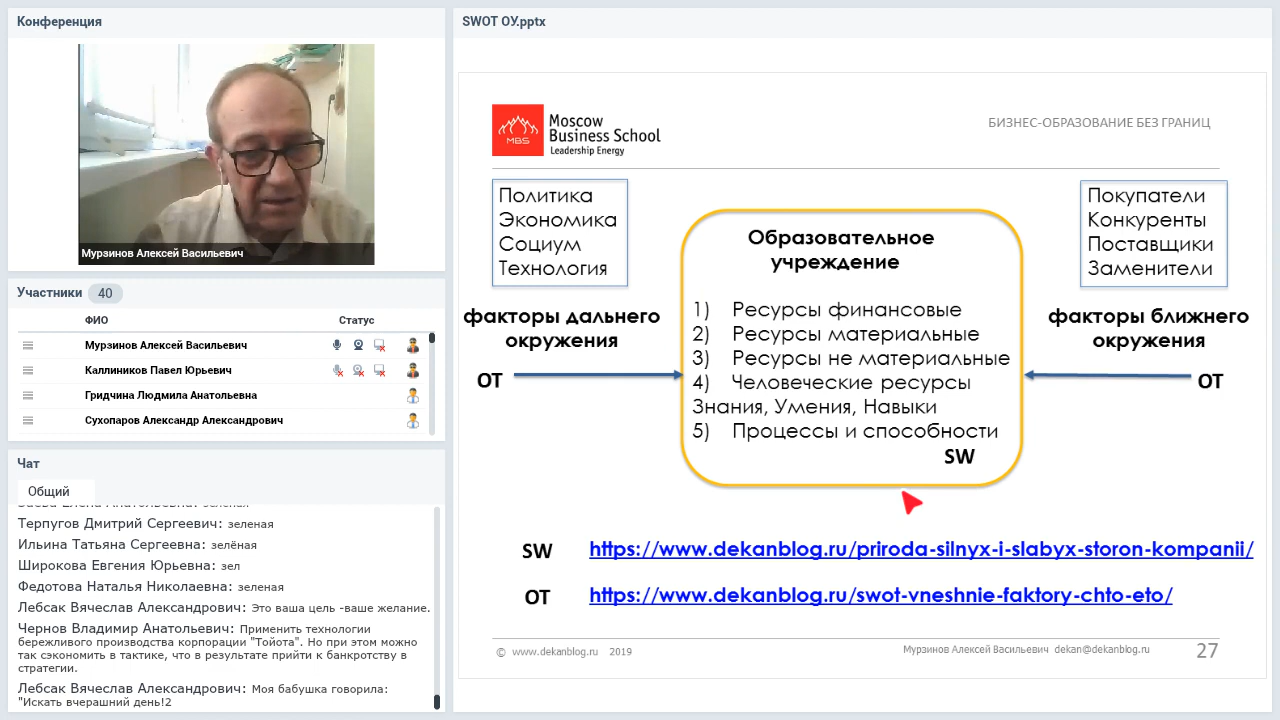 Конференция
Мурзинов Алексей Васильевич
Участники 40
ФИО Статус
Мурзинов Алексей Васильевич
Каллиников Павел Юрьевич
Гридчина Людмила Анатольевна
Сухопаров Александр Александрович
Чат
Общий
Терпугов Дмитрий Сергеевич: зеленая
Ильина Татьяна Сергеевна: зелёная
Широкова Евгения Юрьевна: зел
Федотова Наталья Николаевна: зеленая
Лебсак Вячеслав Александрович: Это ваша цель -ваше желание.
Чернов Владимир Анатольевич: Применить технологии
бережливого производства корпорации "Тойота". Но при этом можно
так сэкономить в тактике, что в результате прийти к банкротству в
стратегии.
Лебсак Вячеслав Александрович: Моя бабушка говорила:
"Искать вчерашний день!2
SWOT ОУ.pptx
MBS
Moscow
Business School
Leadership Energy
БИЗНЕС-ОБРАЗОВАНИЕ БЕЗ ГРАНИЦ
Политика
Экономика
Социум
Технология
факторы дальнего
окружения
ОТ
Образовательное
учреждение
1) Ресурсы финансовые
2) Ресурсы материальные
3) Ресурсы не материальные
4) Человеческие ресурсы
Знания, Умения, Навыки
5) Процессы и способности
SW
Покупатели
Конкуренты
Поставщики
Заменители
факторы ближнего
окружения
ОТ
SW https://www.dekanblog.ru/priroda-silnyx-i-slabyx-storon-kompanii/
ОТ https://www.dekanblog.ru/swot-vneshnie-faktory-chto-eto/
© www.dekanblog.ru 2019
Мурзинов Алексей Васильевич dekan@dekanblog.ru
27